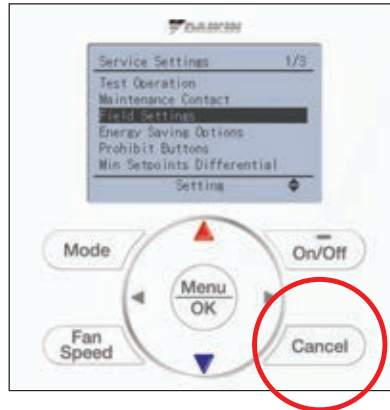 DAIKIN
Service Settings 1/3
Test Operation
Maintenance Contact
Field Settings
Energy Saving Options
Prohibit Buttons
Min Setpoints Differential
Setting
Mode
On/Off
Menu
OK
Fan
Speed
Cancel